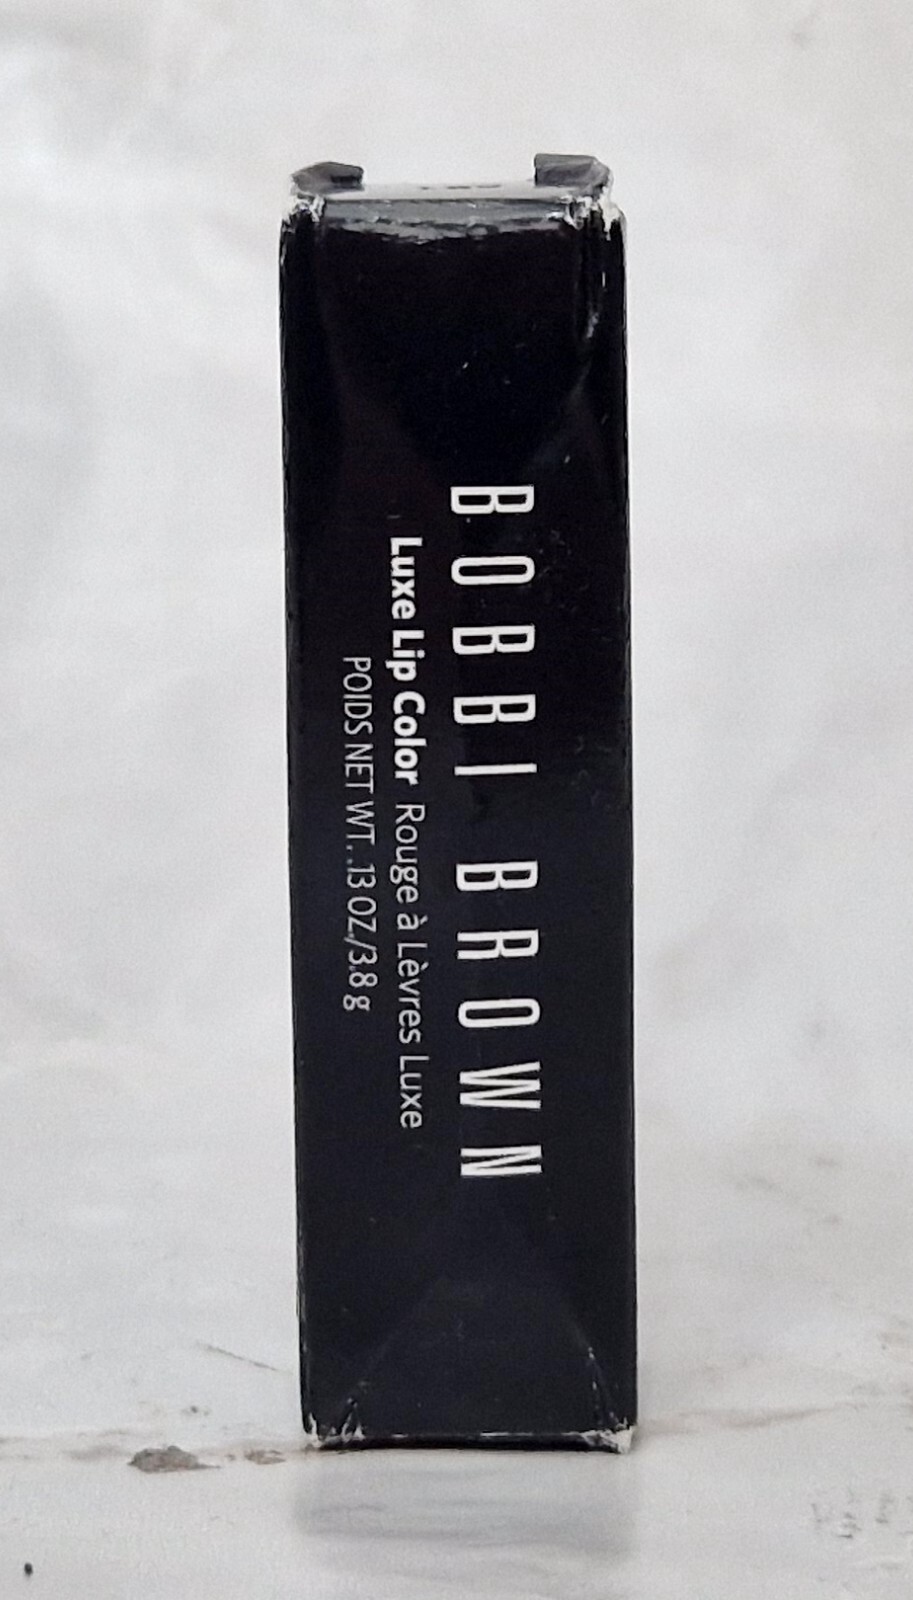 BOBBI BROWN
Luxe Lip Color Rouge à Lèvres Luxe
POIDS NET WT. .13 OZ./3.8 g